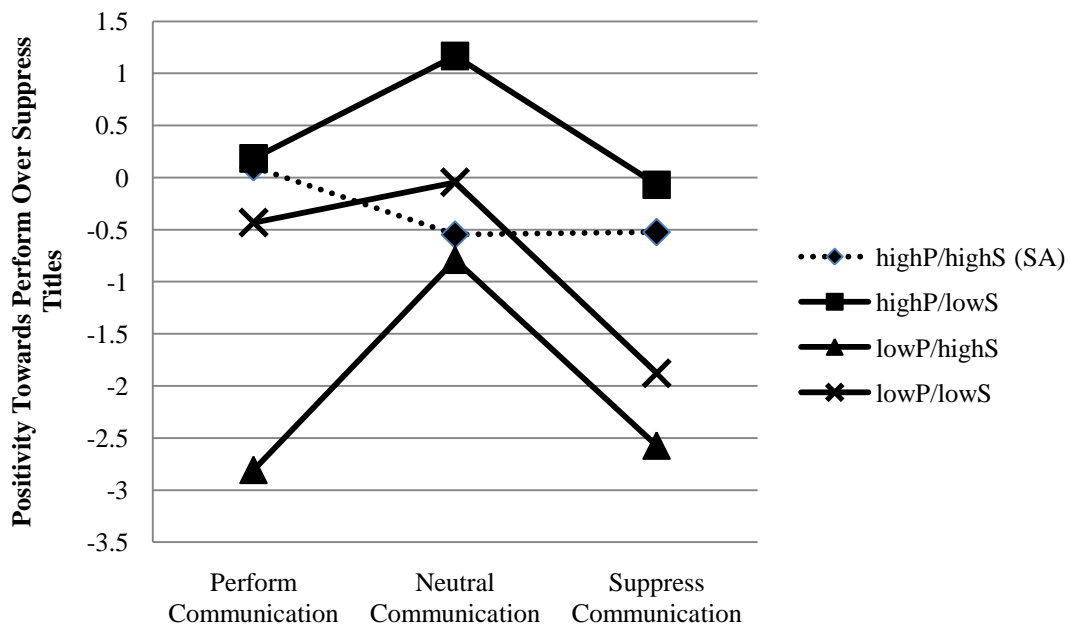 Positivity Towards Perform Over Suppress
Titles
1.5
1
0.5
0
-0.5
-1
-1.5
-2
-2.5
-3
-3.5
Perform
Communication
Neutral
Communication
Suppress
Communication
highP/highS (SA)
highP/lowS
lowP/highS
lowP/lowS